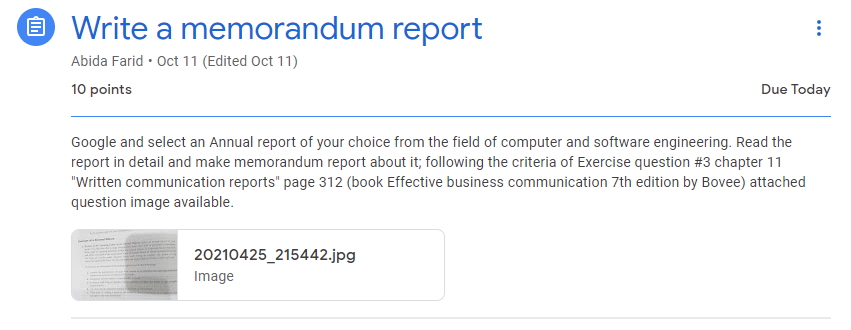 Write a memorandum report
Abida Farid • Oct 11 (Edited Oct 11)
10 points
Due Today
Google and select an Annual report of your choice from the field of computer and software engineering. Read the
report in detail and make memorandum report about it; following the criteria of Exercise question #3 chapter 11
"Written communication reports" page 312 (book Effective business communication 7th edition by Bovee) attached
question image available.
20210425_215442.jpg
Image